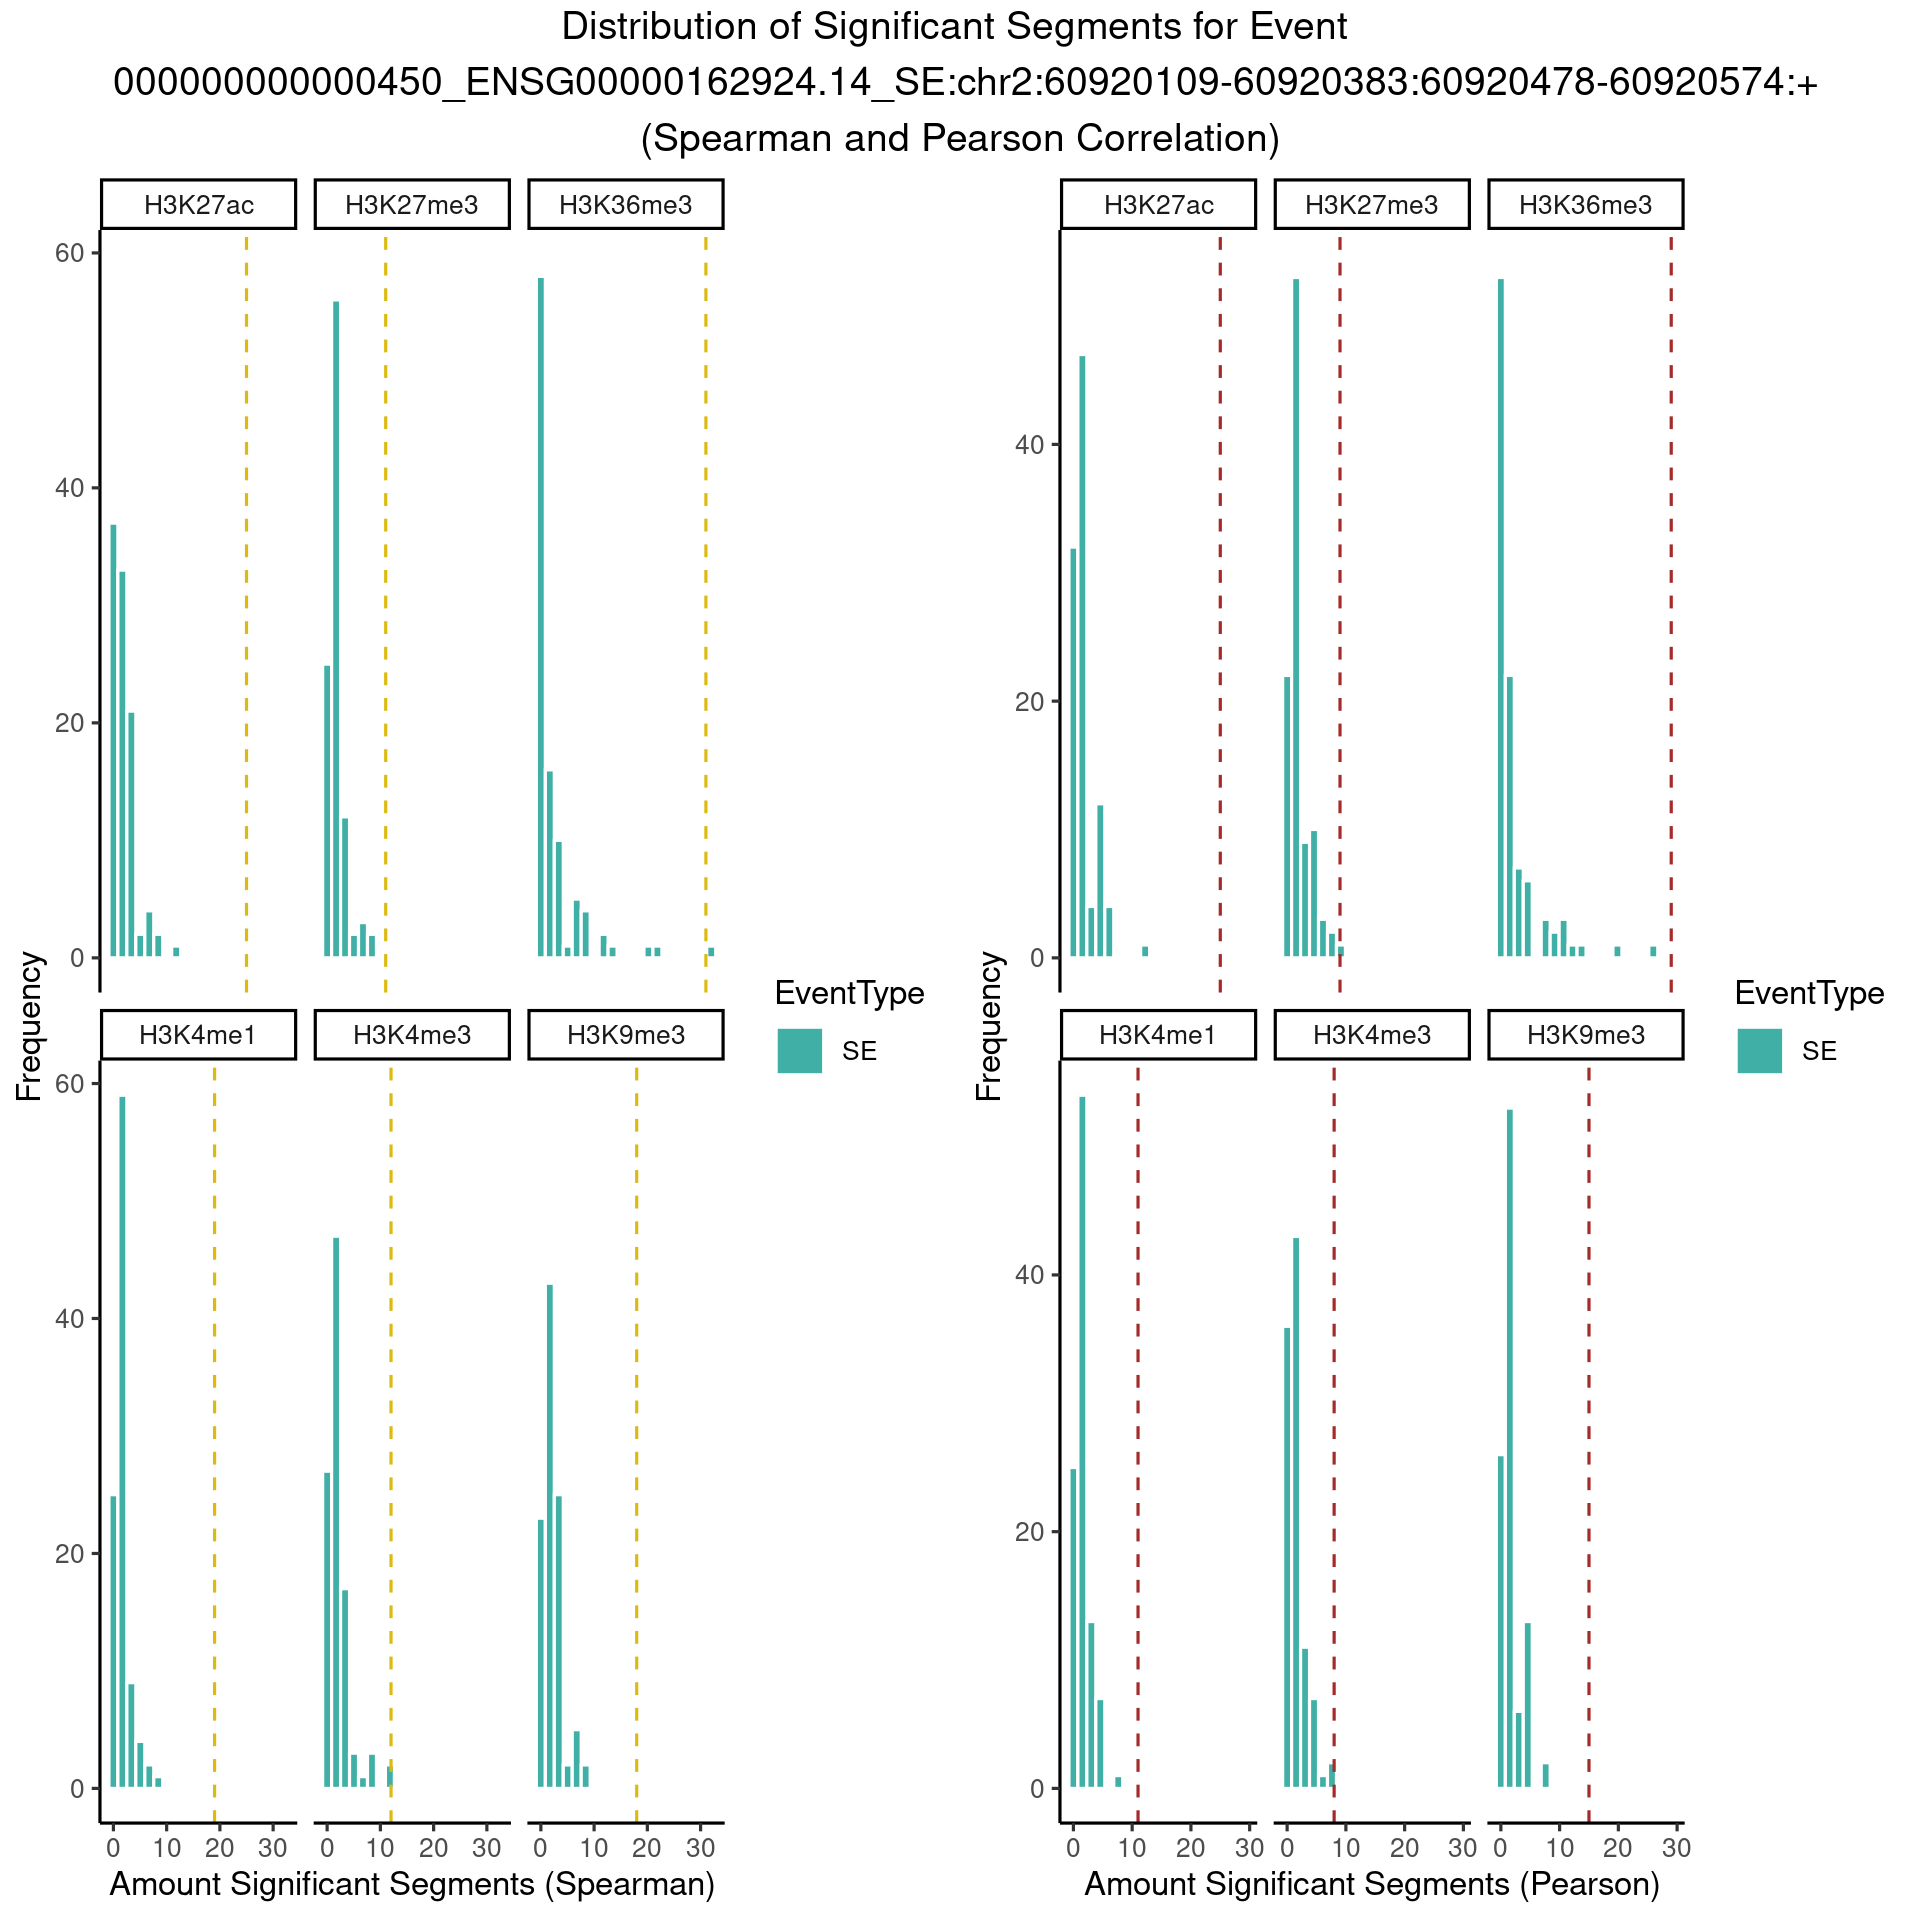 Distribution of Significant Segments for Event
000000000000450_ENSG00000162924.14_SE:chr2:60920109-60920383:60920478-60920574:+
(Spearman and Pearson Correlation)
H3K27ac H3K27me3 H3K36me3
60
40
20
0
H3K4me1 H3K4me3 H3K9me3
60
40
20
0
0 10 20 30 0 10 20 30 0 10 20 30
Frequency
Amount Significant Segments (Spearman)
EventType
SE
H3K27ac H3K27me3 H3K36me3
40
20
0
H3K4me1 H3K4me3 H3K9me3
40
20
0
0 10 20 30 0 10 20 30 0 10 20 30
Frequency
Amount Significant Segments (Pearson)
EventType
SE